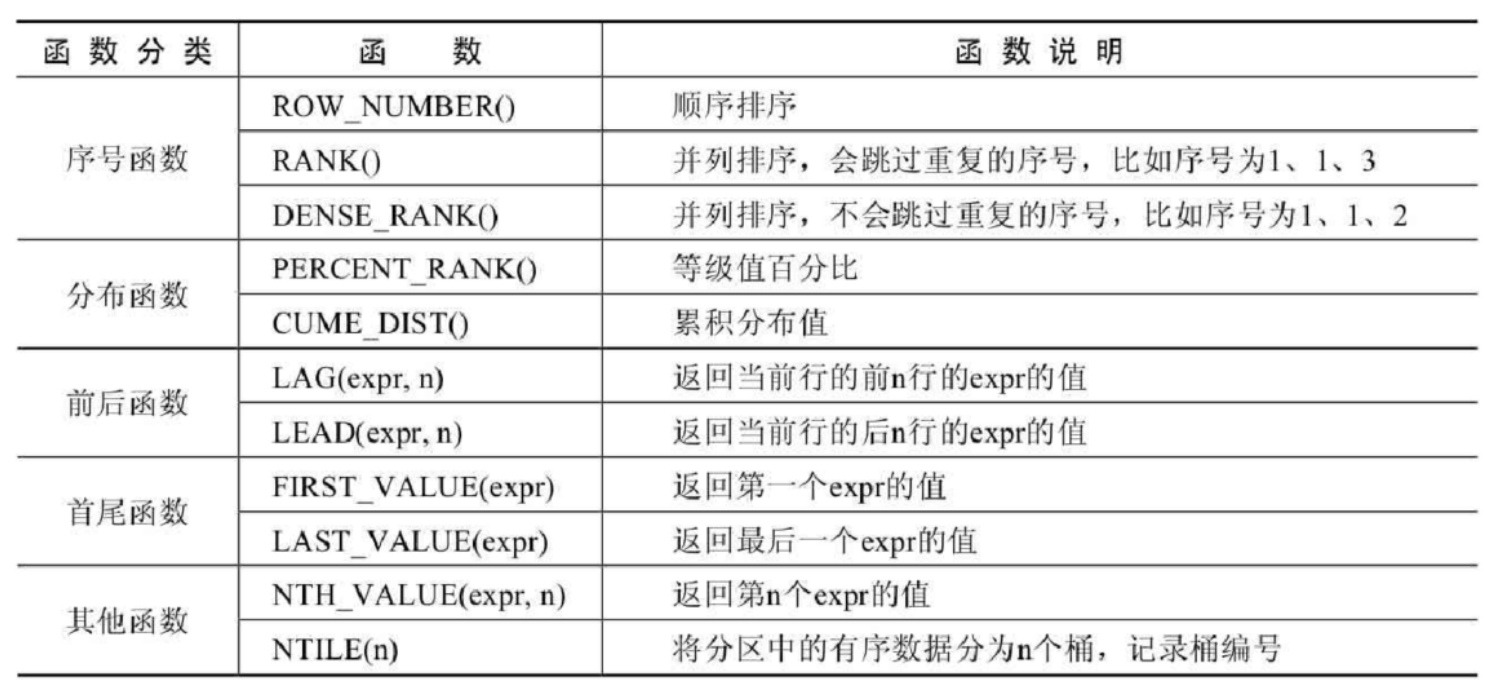 函数分类 函数 函数说明
序号函数 ROW_NUMBER() 顺序排序
RANK() 并列排序，会跳过重复的序号，比如序号为1、1、3
DENSE_RANK() 并列排序，不会跳过重复的序号，比如序号为1、1、2
分布函数 PERCENT_RANK() 等级值百分比
CUME_DIST() 累积分布值
前后函数 LAG(expr, n) 返回当前行的前n行的expr的值
LEAD(expr, n) 返回当前行的后n行的expr的值
首尾函数 FIRST_VALUE(expr) 返回第一个expr的值
LAST_VALUE(expr) 返回最后一个expr的值
其他函数 NTH_VALUE(expr, n) 返回第n个expr的值
NTILE(n) 将分区中的有序数据分为n个桶，记录桶编号